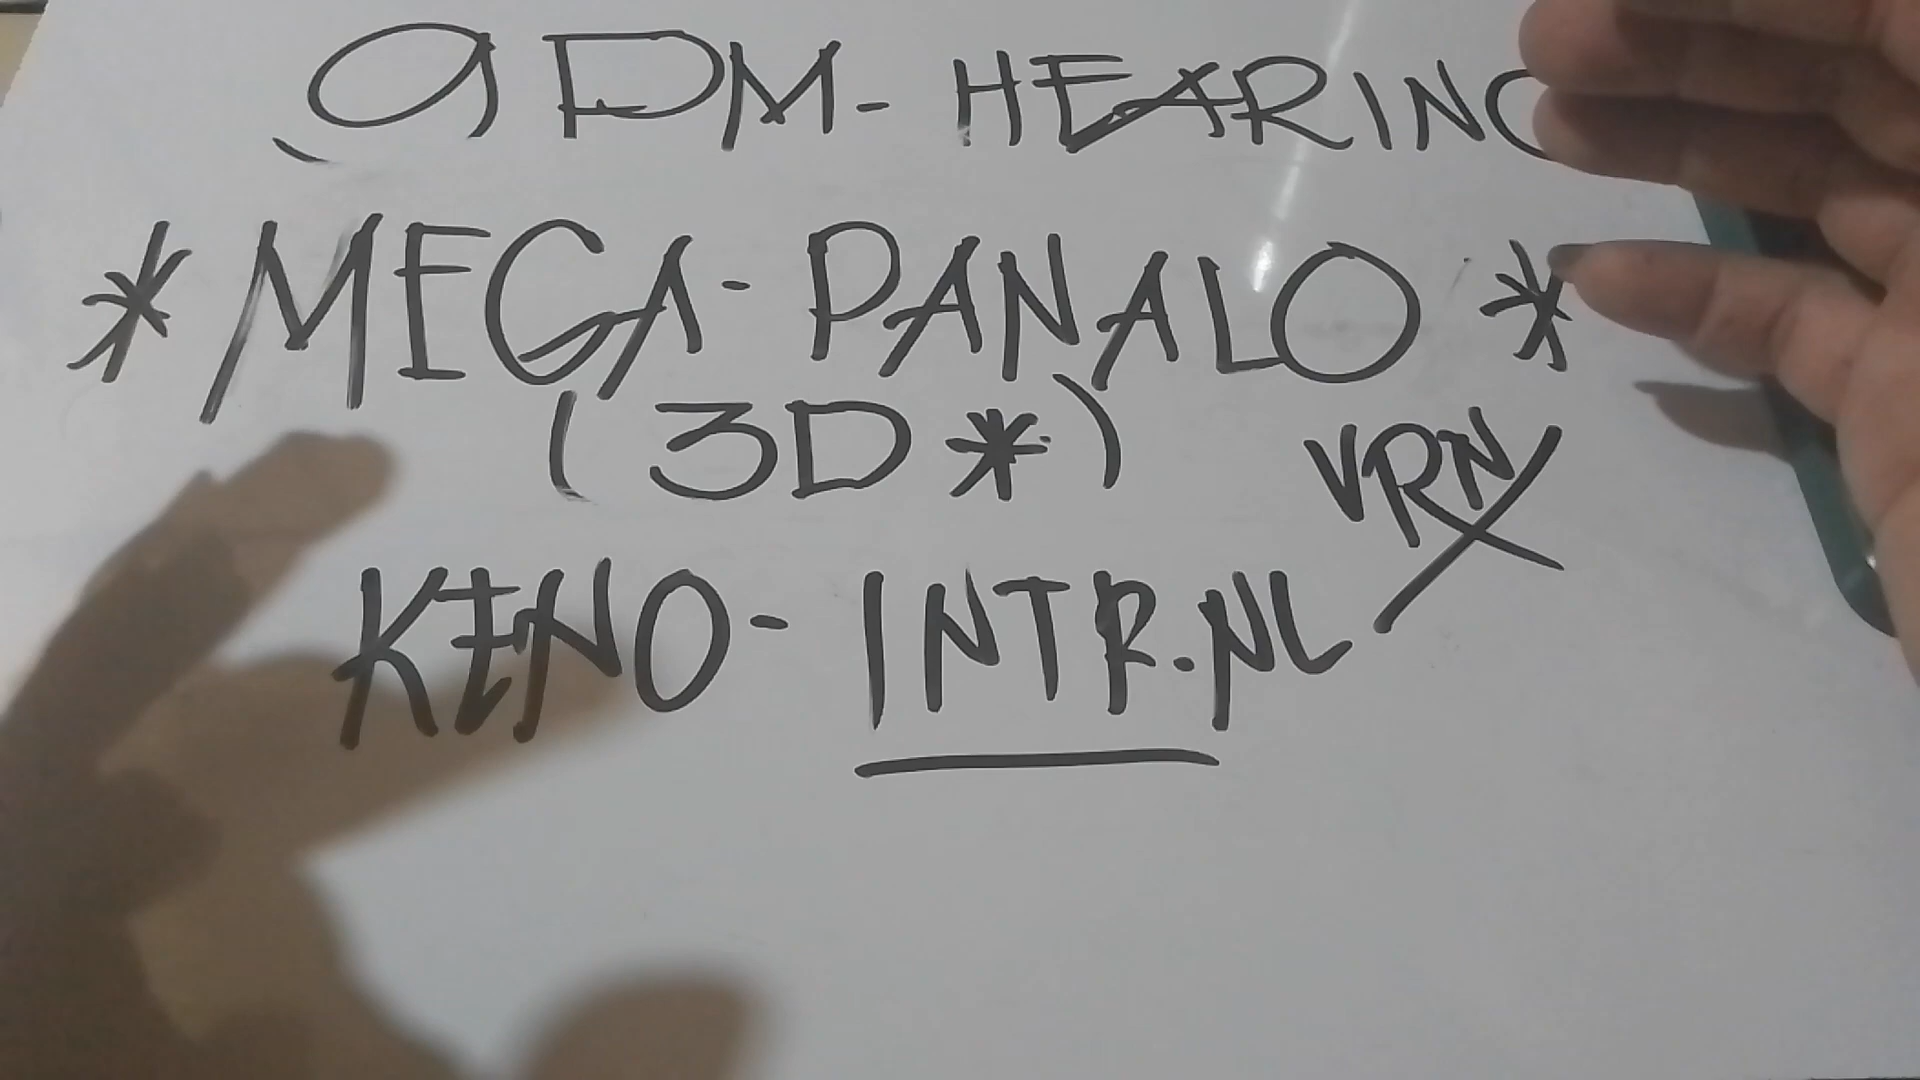 9PM- HEARING
*MEGA-PANALO*
(3D*)
VRN
KENO-INTR.NL